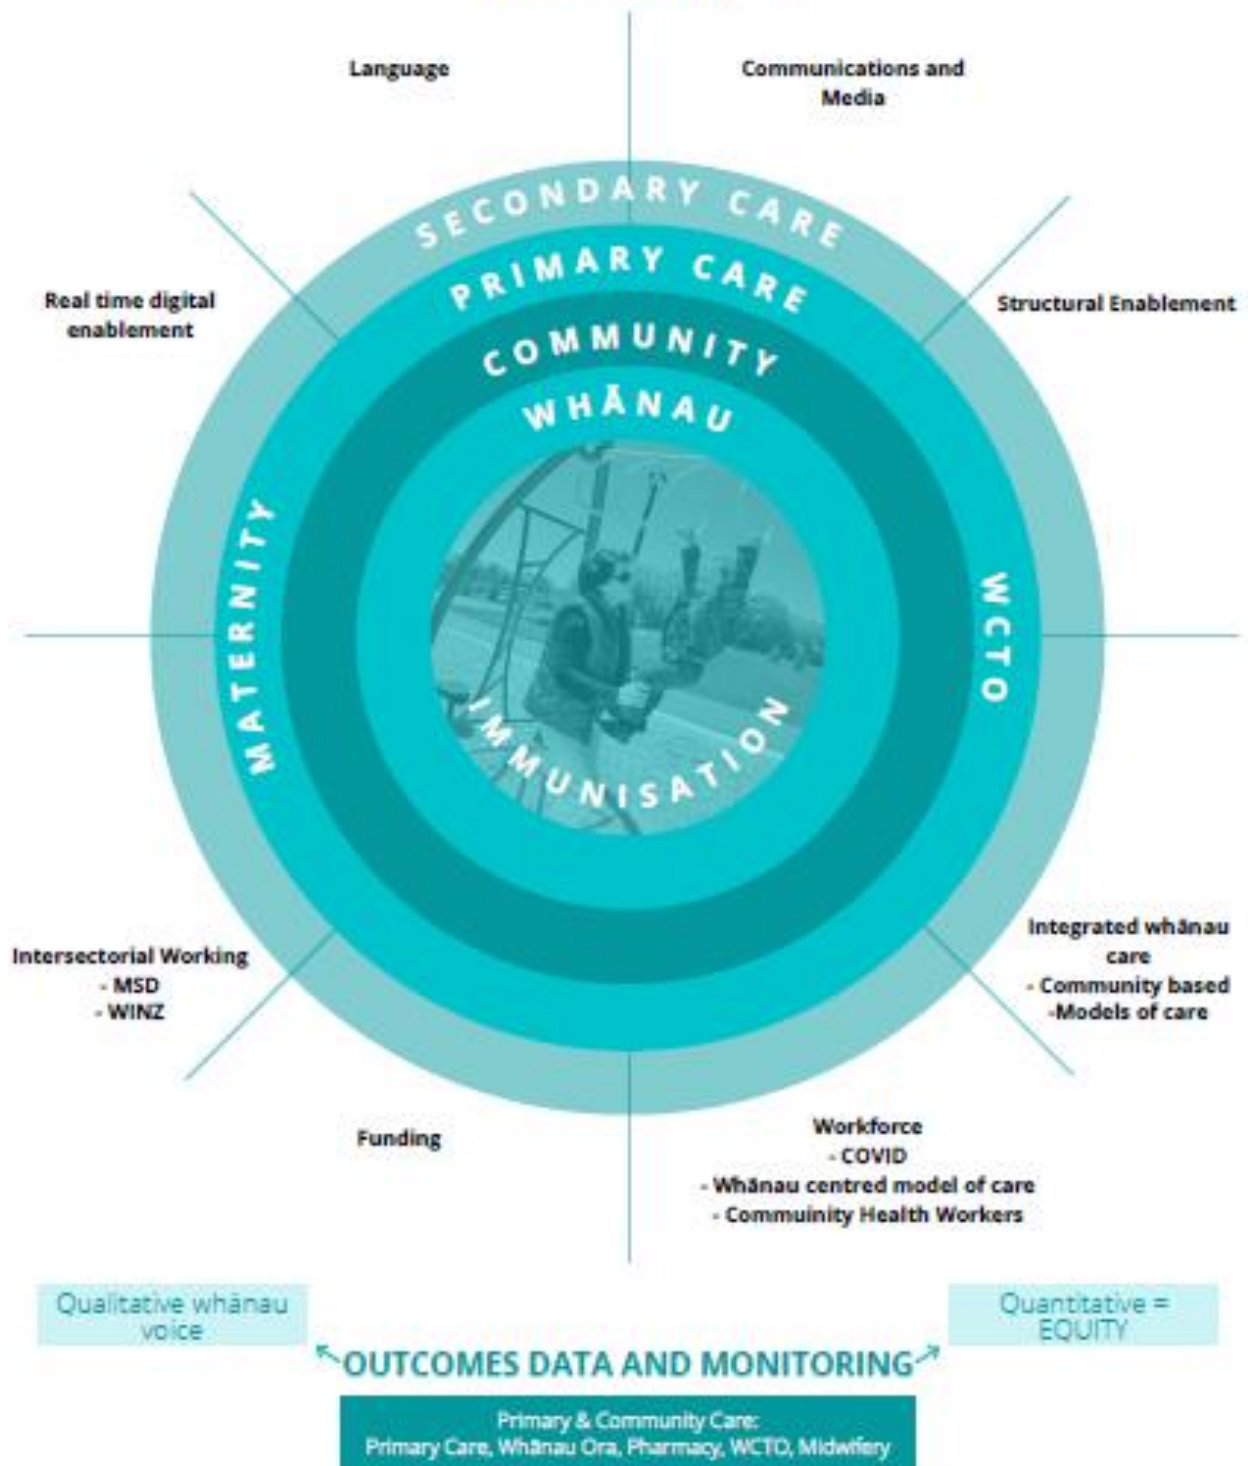 Language
Communications and
Media
SECONDARY CARE
PRIMARY CARE
COMMUNITY
WHĀNAU
Real time digital
enablement
Structural Enablement
MATERNITY
WCTO
IMMUNISATION
Intersectorial Working
- MSD
- WINZ
Integrated whānau
care
- Community based
-Models of care
Funding
Workforce
- COVID
- Whānau centred model of care
- Commuinity Health Workers
Qualitative whānau
voice
Quantitative =
EQUITY
OUTCOMES DATA AND MONITORING
Primary & Community Care:
Primary Care, Whānau Ora, Pharmacy, WCTO, Midwifery